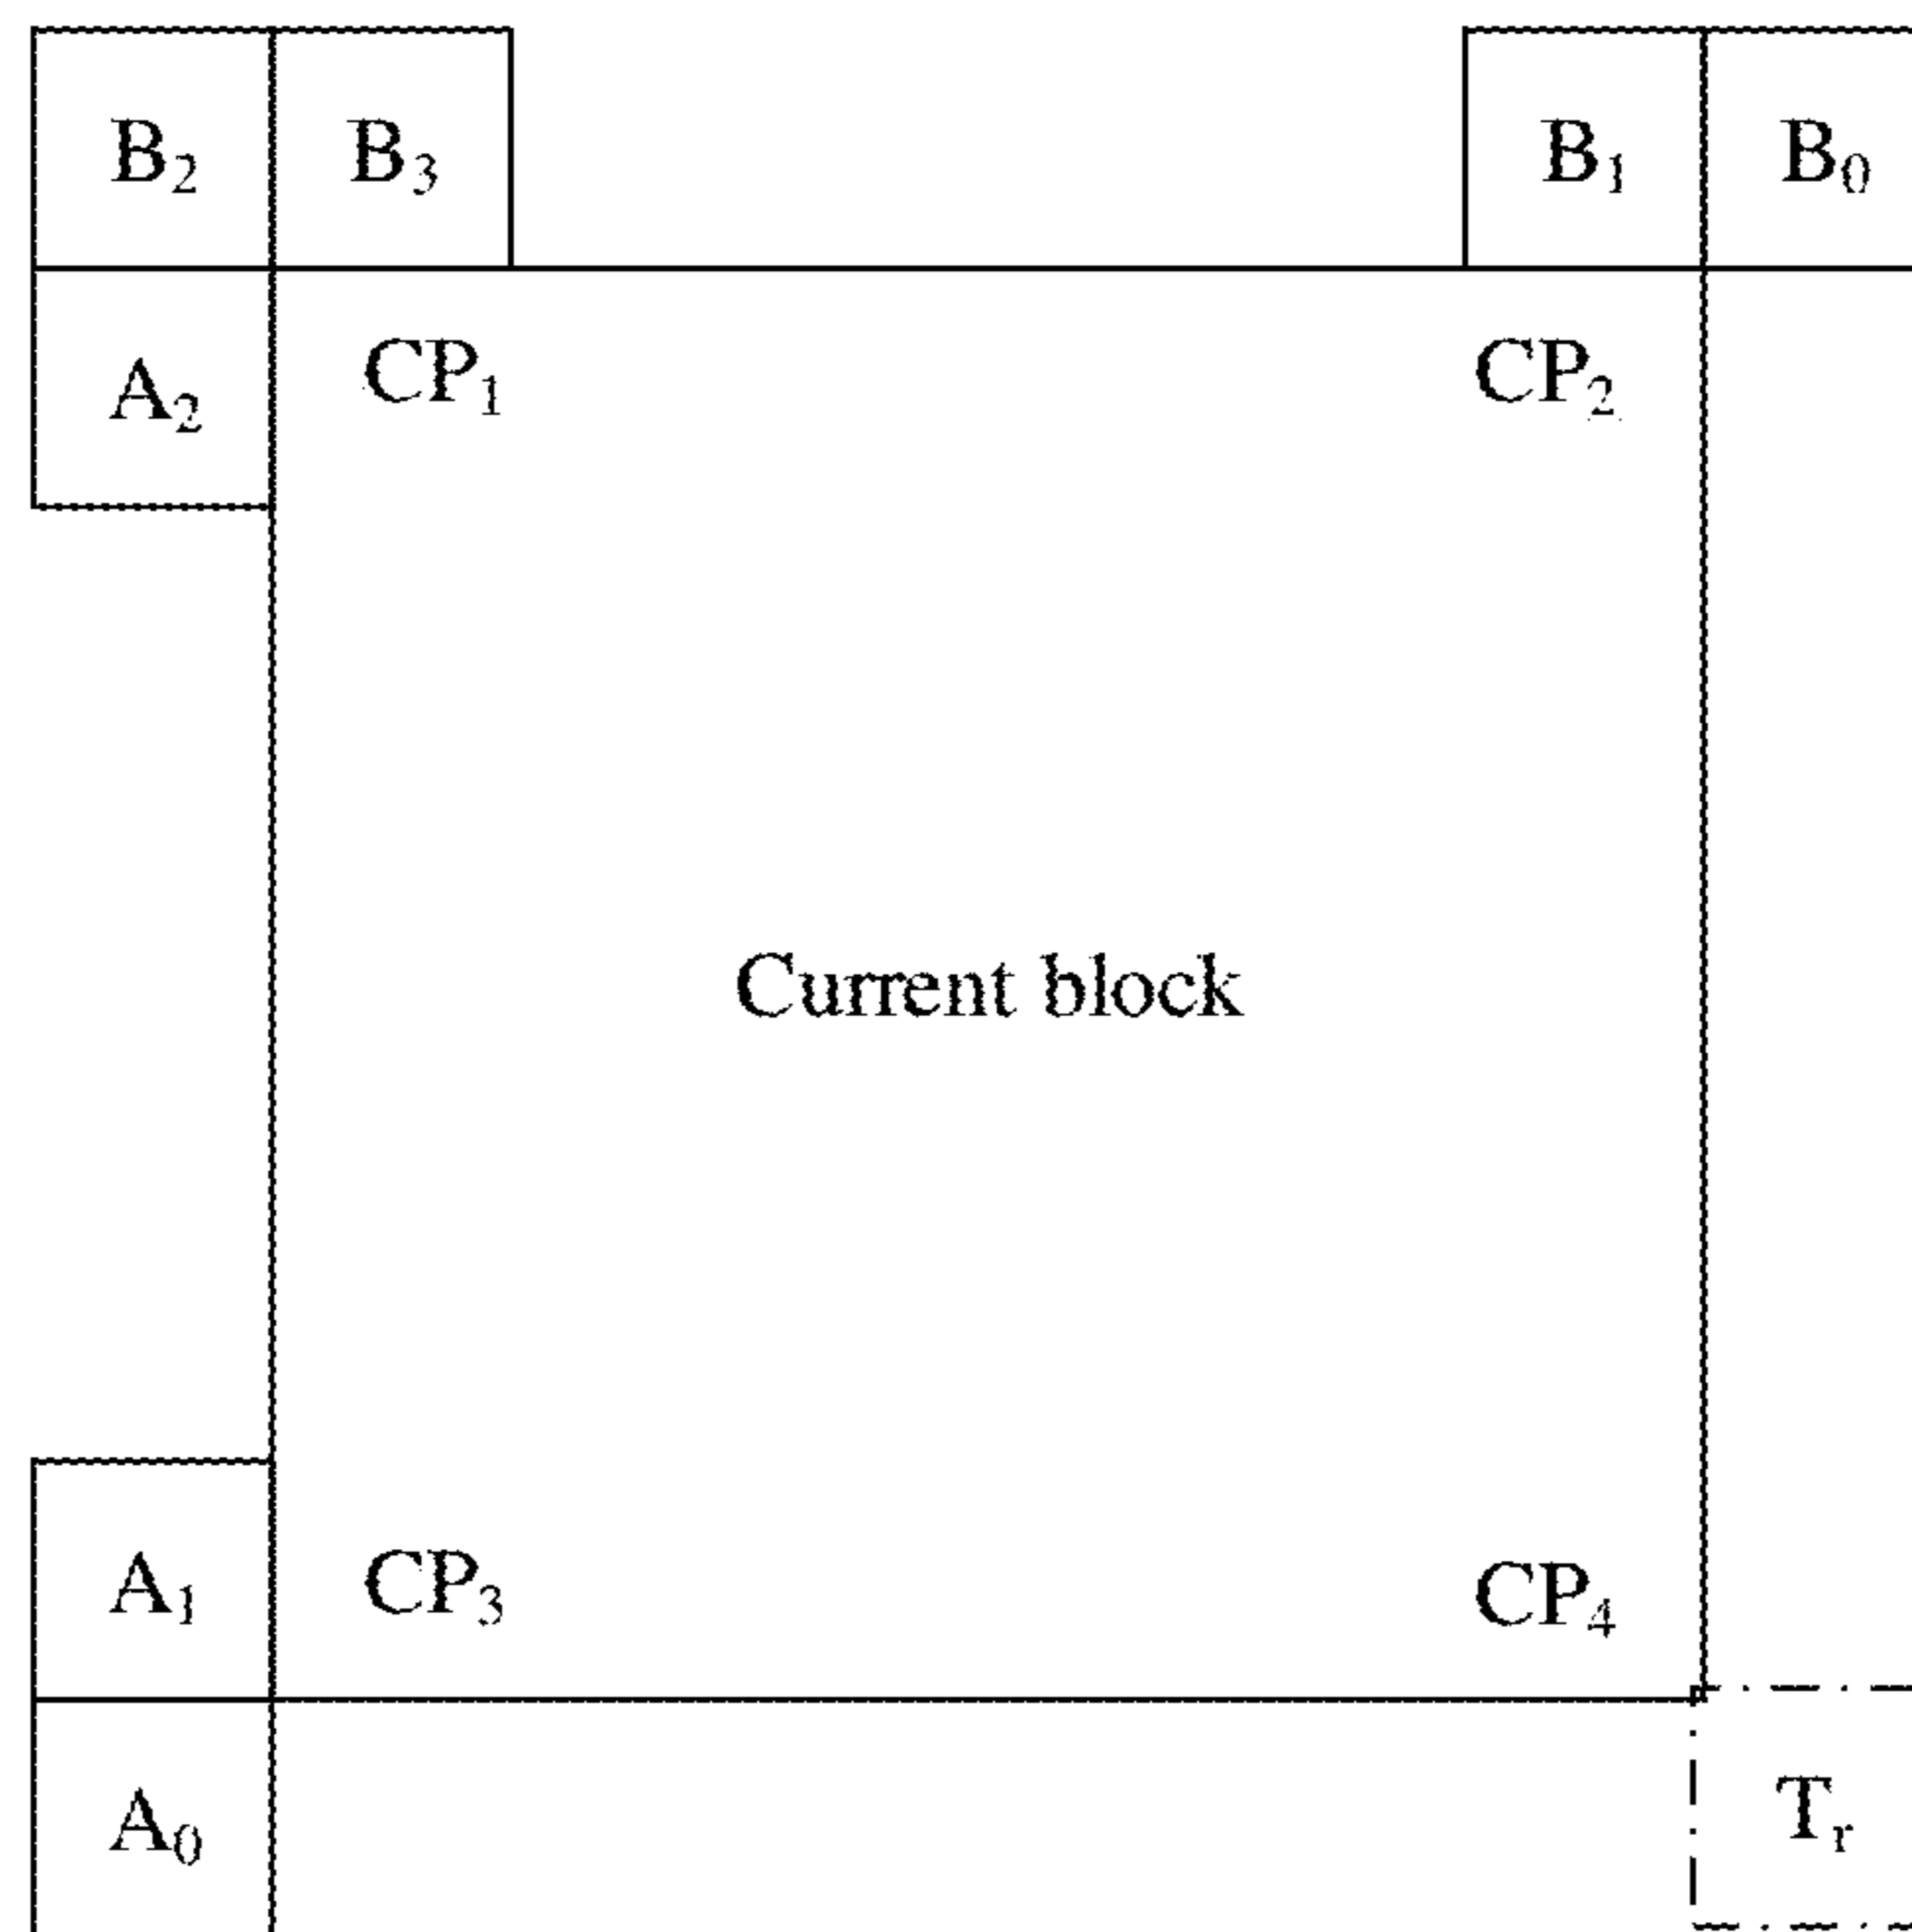 B₂ B₃ B₁ B₀
A₂ CP₁ CP₂
Current block
A₁ CP₃ CP₄
A₀ Tᵣ